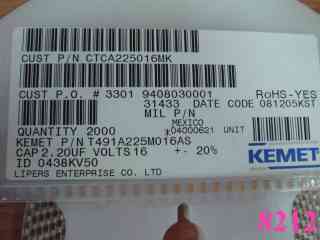 CUST P/N CTCA225016MK
CUST P.O. # 3301 9408030001 RoHS-YES
31433 DATE CODE 081205KST
MIL P/N
MEXICO
QUANTITY 2000 *04000621 UNIT
KEMET P/N T491A225M016AS
CAP 2.20UF VOLTS 16 +- 20%
ID 0438KV50
LIPERS ENTERPRISE CO LTD
KEMET
8212